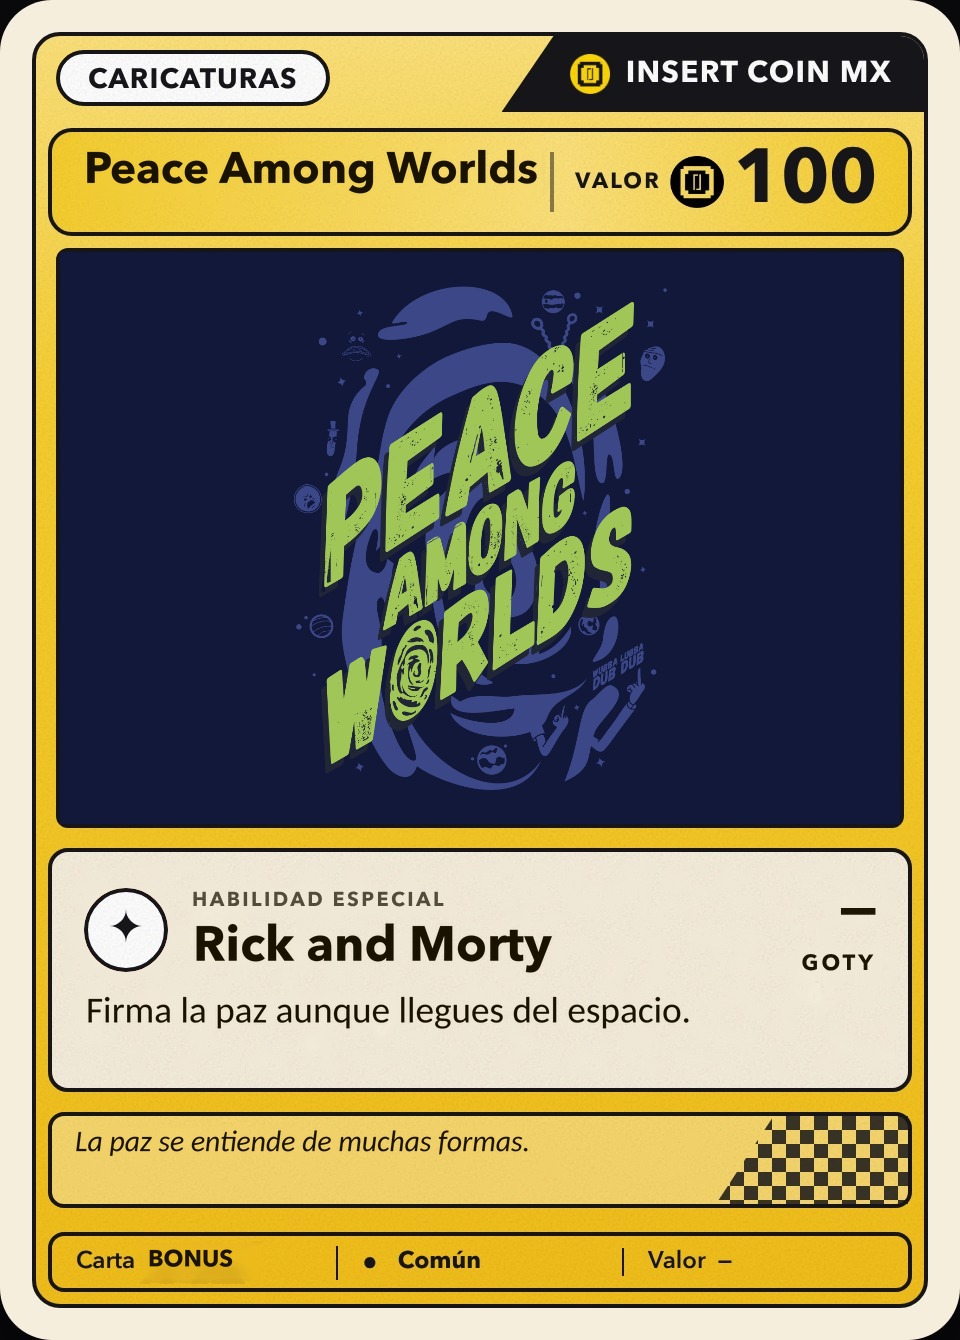 CARICATURAS
INSERT COIN MX
Peace Among Worlds
VALOR 100
PEACE
AMONG
WORLDS
WUBBA LUBBA
DUB DUB
HABILIDAD ESPECIAL
Rick and Morty
–
GOTY
Firma la paz aunque llegues del espacio.
La paz se entiende de muchas formas.
Carta BONUS
• Común
Valor –